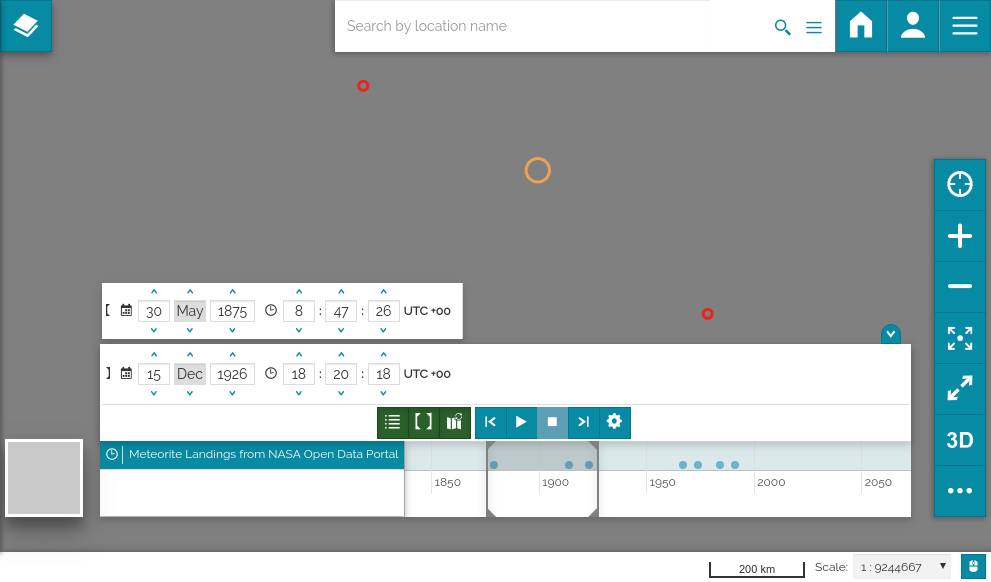 Search by location name
[ 30 May 1875 8 : 47 : 26 UTC +00
] 15 Dec 1926 18 : 20 : 18 UTC +00
3D
Meteorite Landings from NASA Open Data Portal
1850 1900 1950 2000 2050
200 km Scale: 1 : 9244667